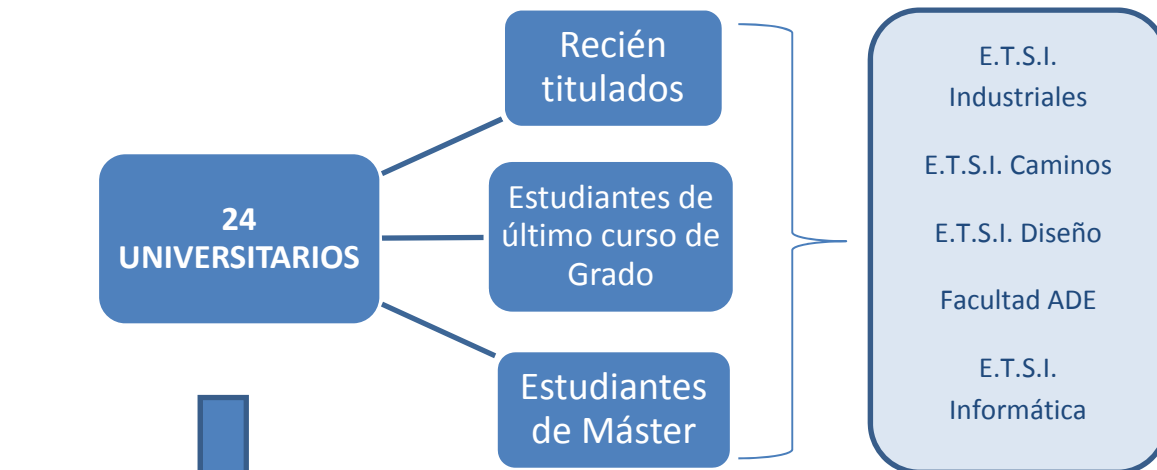 24
UNIVERSITARIOS
Recién
titulados
Estudiantes de
último curso de
Grado
Estudiantes
de Máster
E.T.S.I.
Industriales
E.T.S.I. Caminos
E.T.S.I. Diseño
Facultad ADE
E.T.S.I.
Informática